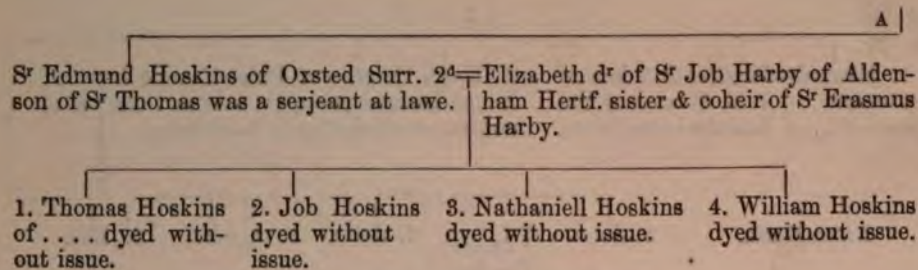 A
Sʳ Edmund Hoskins of Oxsted Surr. 2ᵈ
son of Sʳ Thomas was a serjeant at lawe.
Elizabeth dʳ of Sʳ Job Harby of Alden-
ham Hertf. sister & coheir of Sʳ Erasmus
Harby.
1. Thomas Hoskins
of . . . . dyed with-
out issue.
2. Job Hoskins
dyed without
issue.
3. Nathaniell Hoskins
dyed without issue.
4. William Hoskins
dyed without issue.